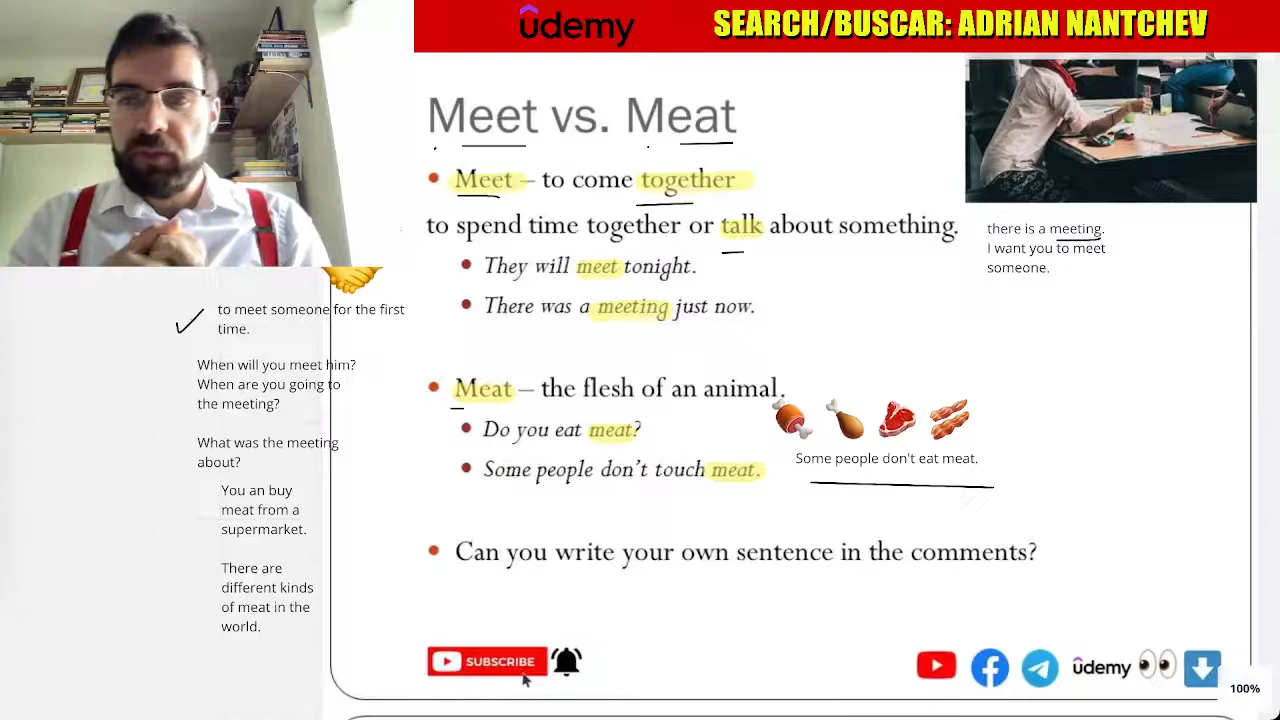 udemy
SEARCH/BUSCAR: ADRIAN NANTCHEV
Meet vs. Meat
Meet – to come together
to spend time together or talk about something.
They will meet tonight.
There was a meeting just now.
there is a meeting.
I want you to meet
someone.
to meet someone for the first
time.
When will you meet him?
When are you going to
the meeting?
What was the meeting
about?
You an buy
meat from a
supermarket.
There are
different kinds
of meat in the
world.
Meat – the flesh of an animal.
Do you eat meat?
Some people don't touch meat.
Some people don't eat meat.
Can you write your own sentence in the comments?
SUBSCRIBE
udemy
100%